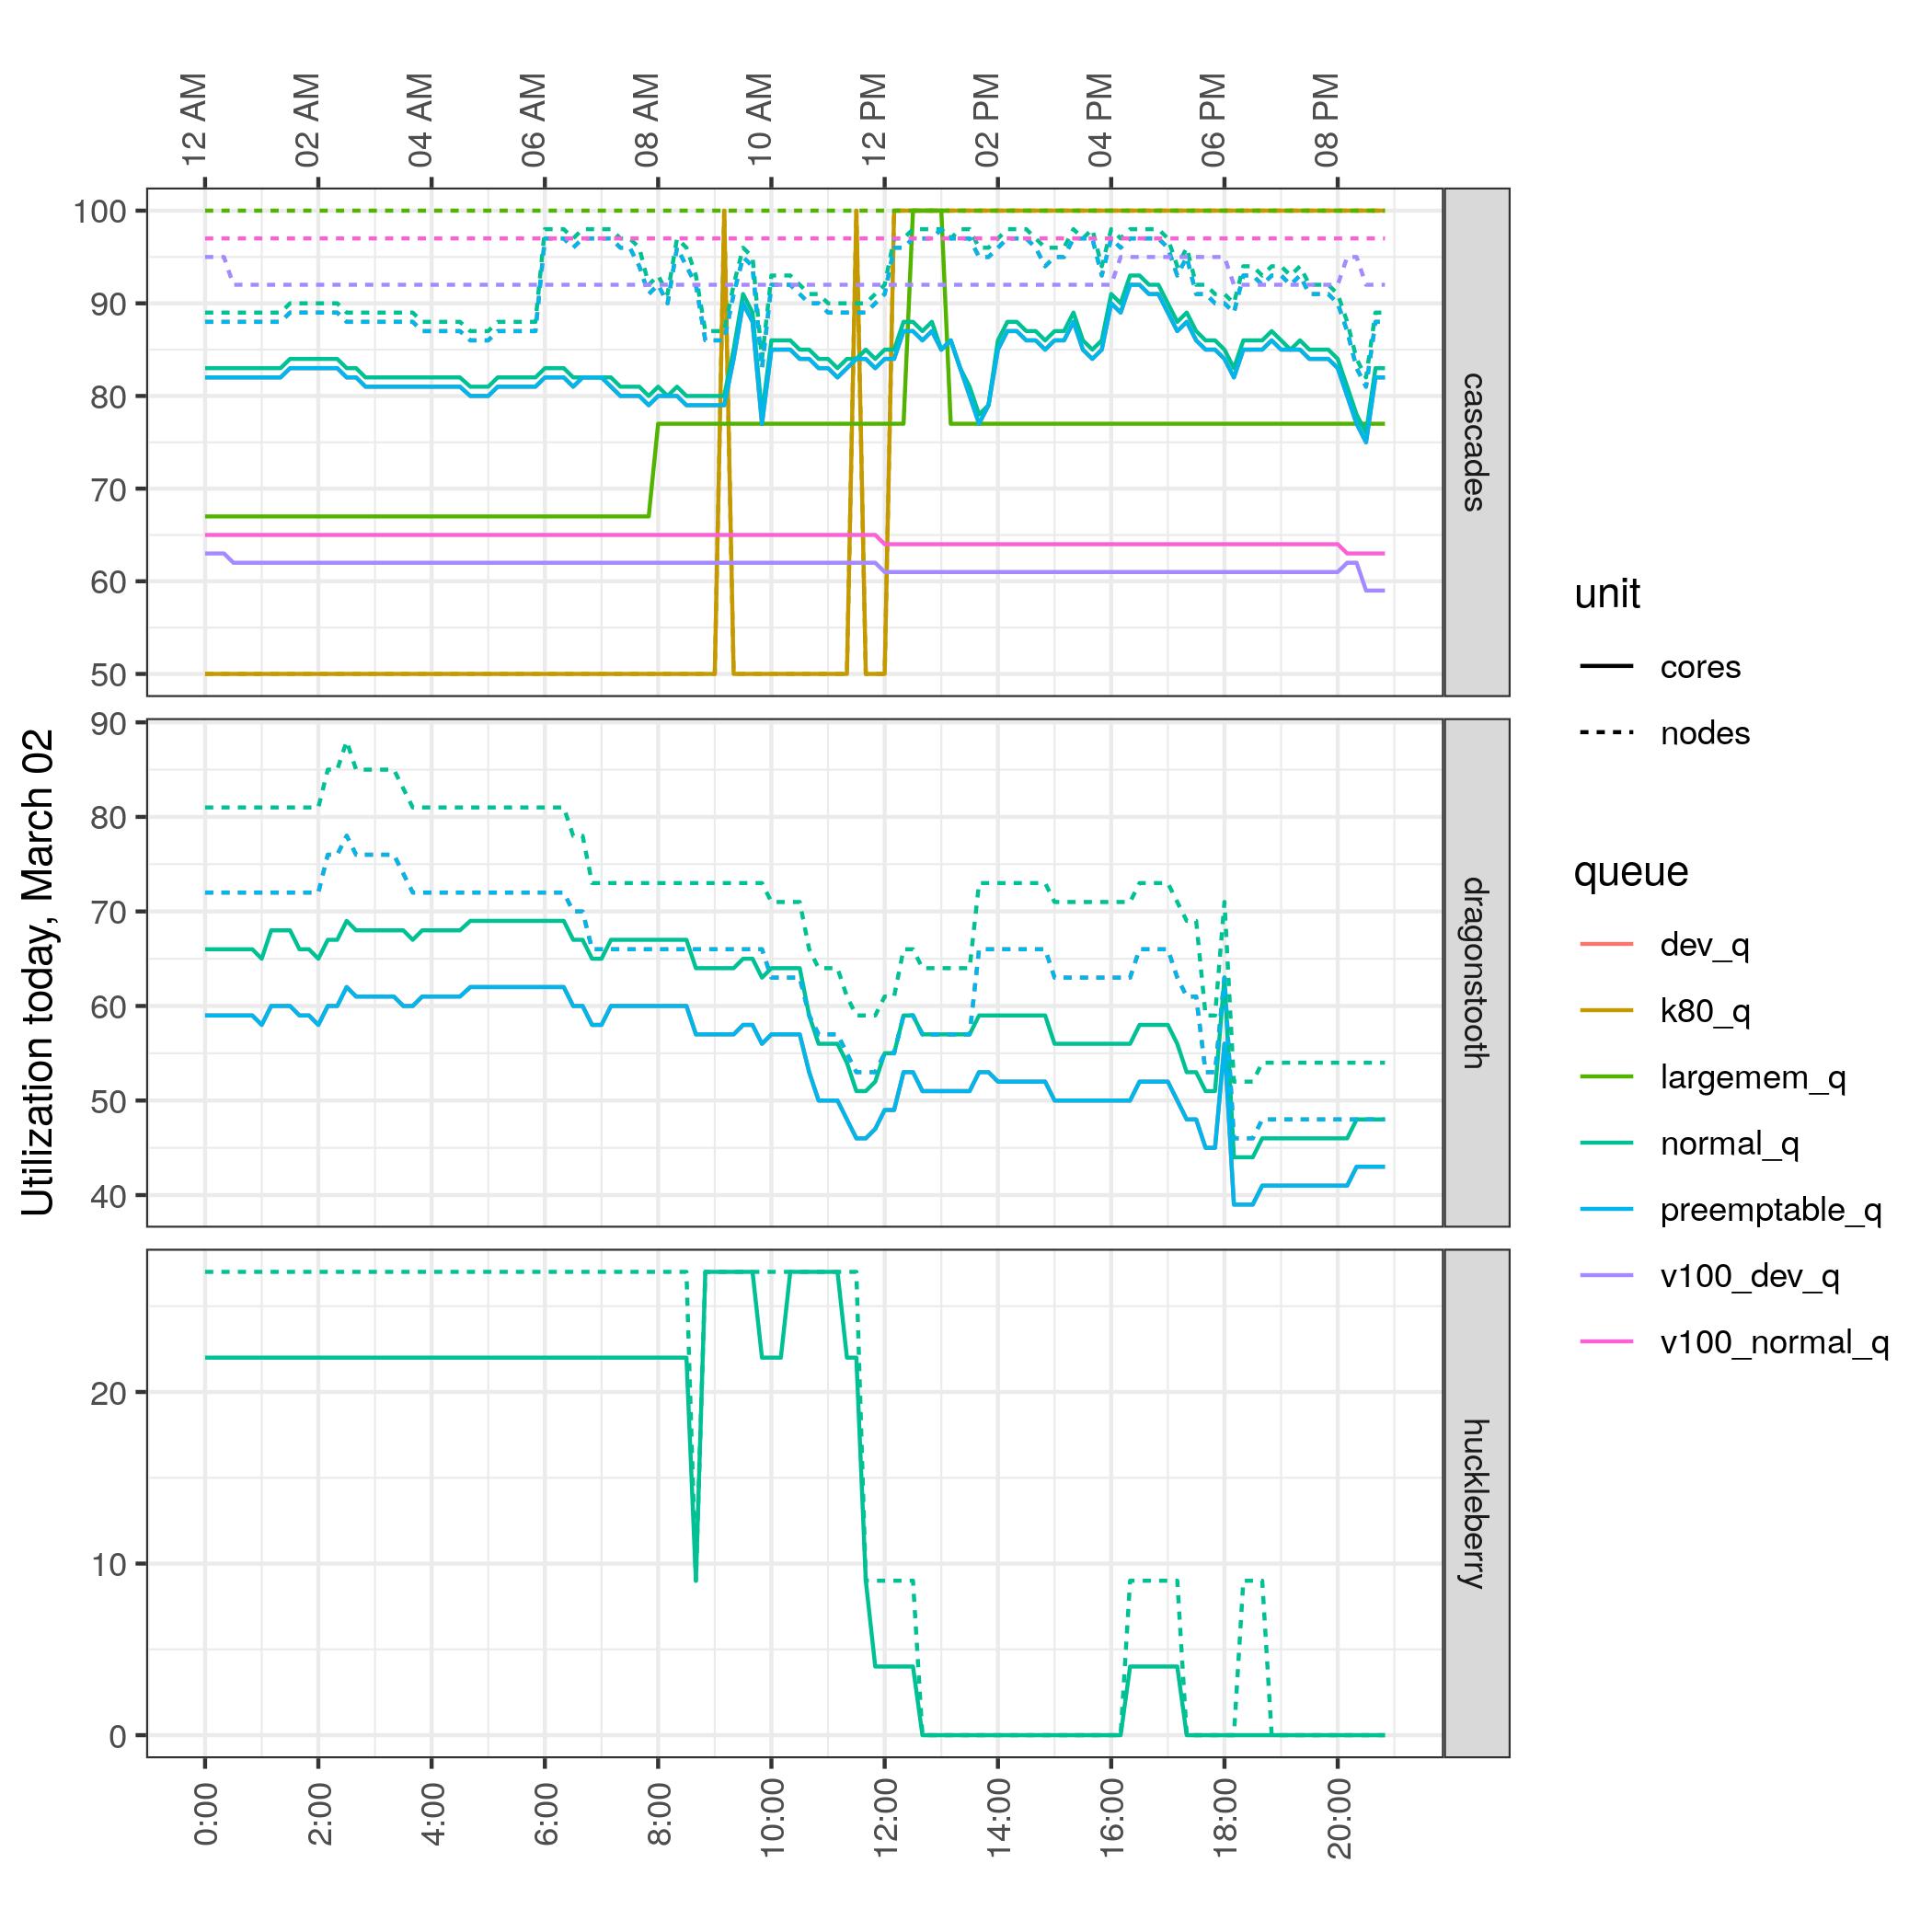 12 AM
02 AM
04 AM
06 AM
08 AM
10 AM
12 PM
02 PM
04 PM
06 PM
08 PM
Utilization today, March 02
100
90
80
70
60
50
cascades
90
80
70
60
50
40
dragonstooth
20
10
0
huckleberry
0:00
2:00
4:00
6:00
8:00
10:00
12:00
14:00
16:00
18:00
20:00
unit
cores
nodes
queue
dev_q
k80_q
largemem_q
normal_q
preemptable_q
v100_dev_q
v100_normal_q